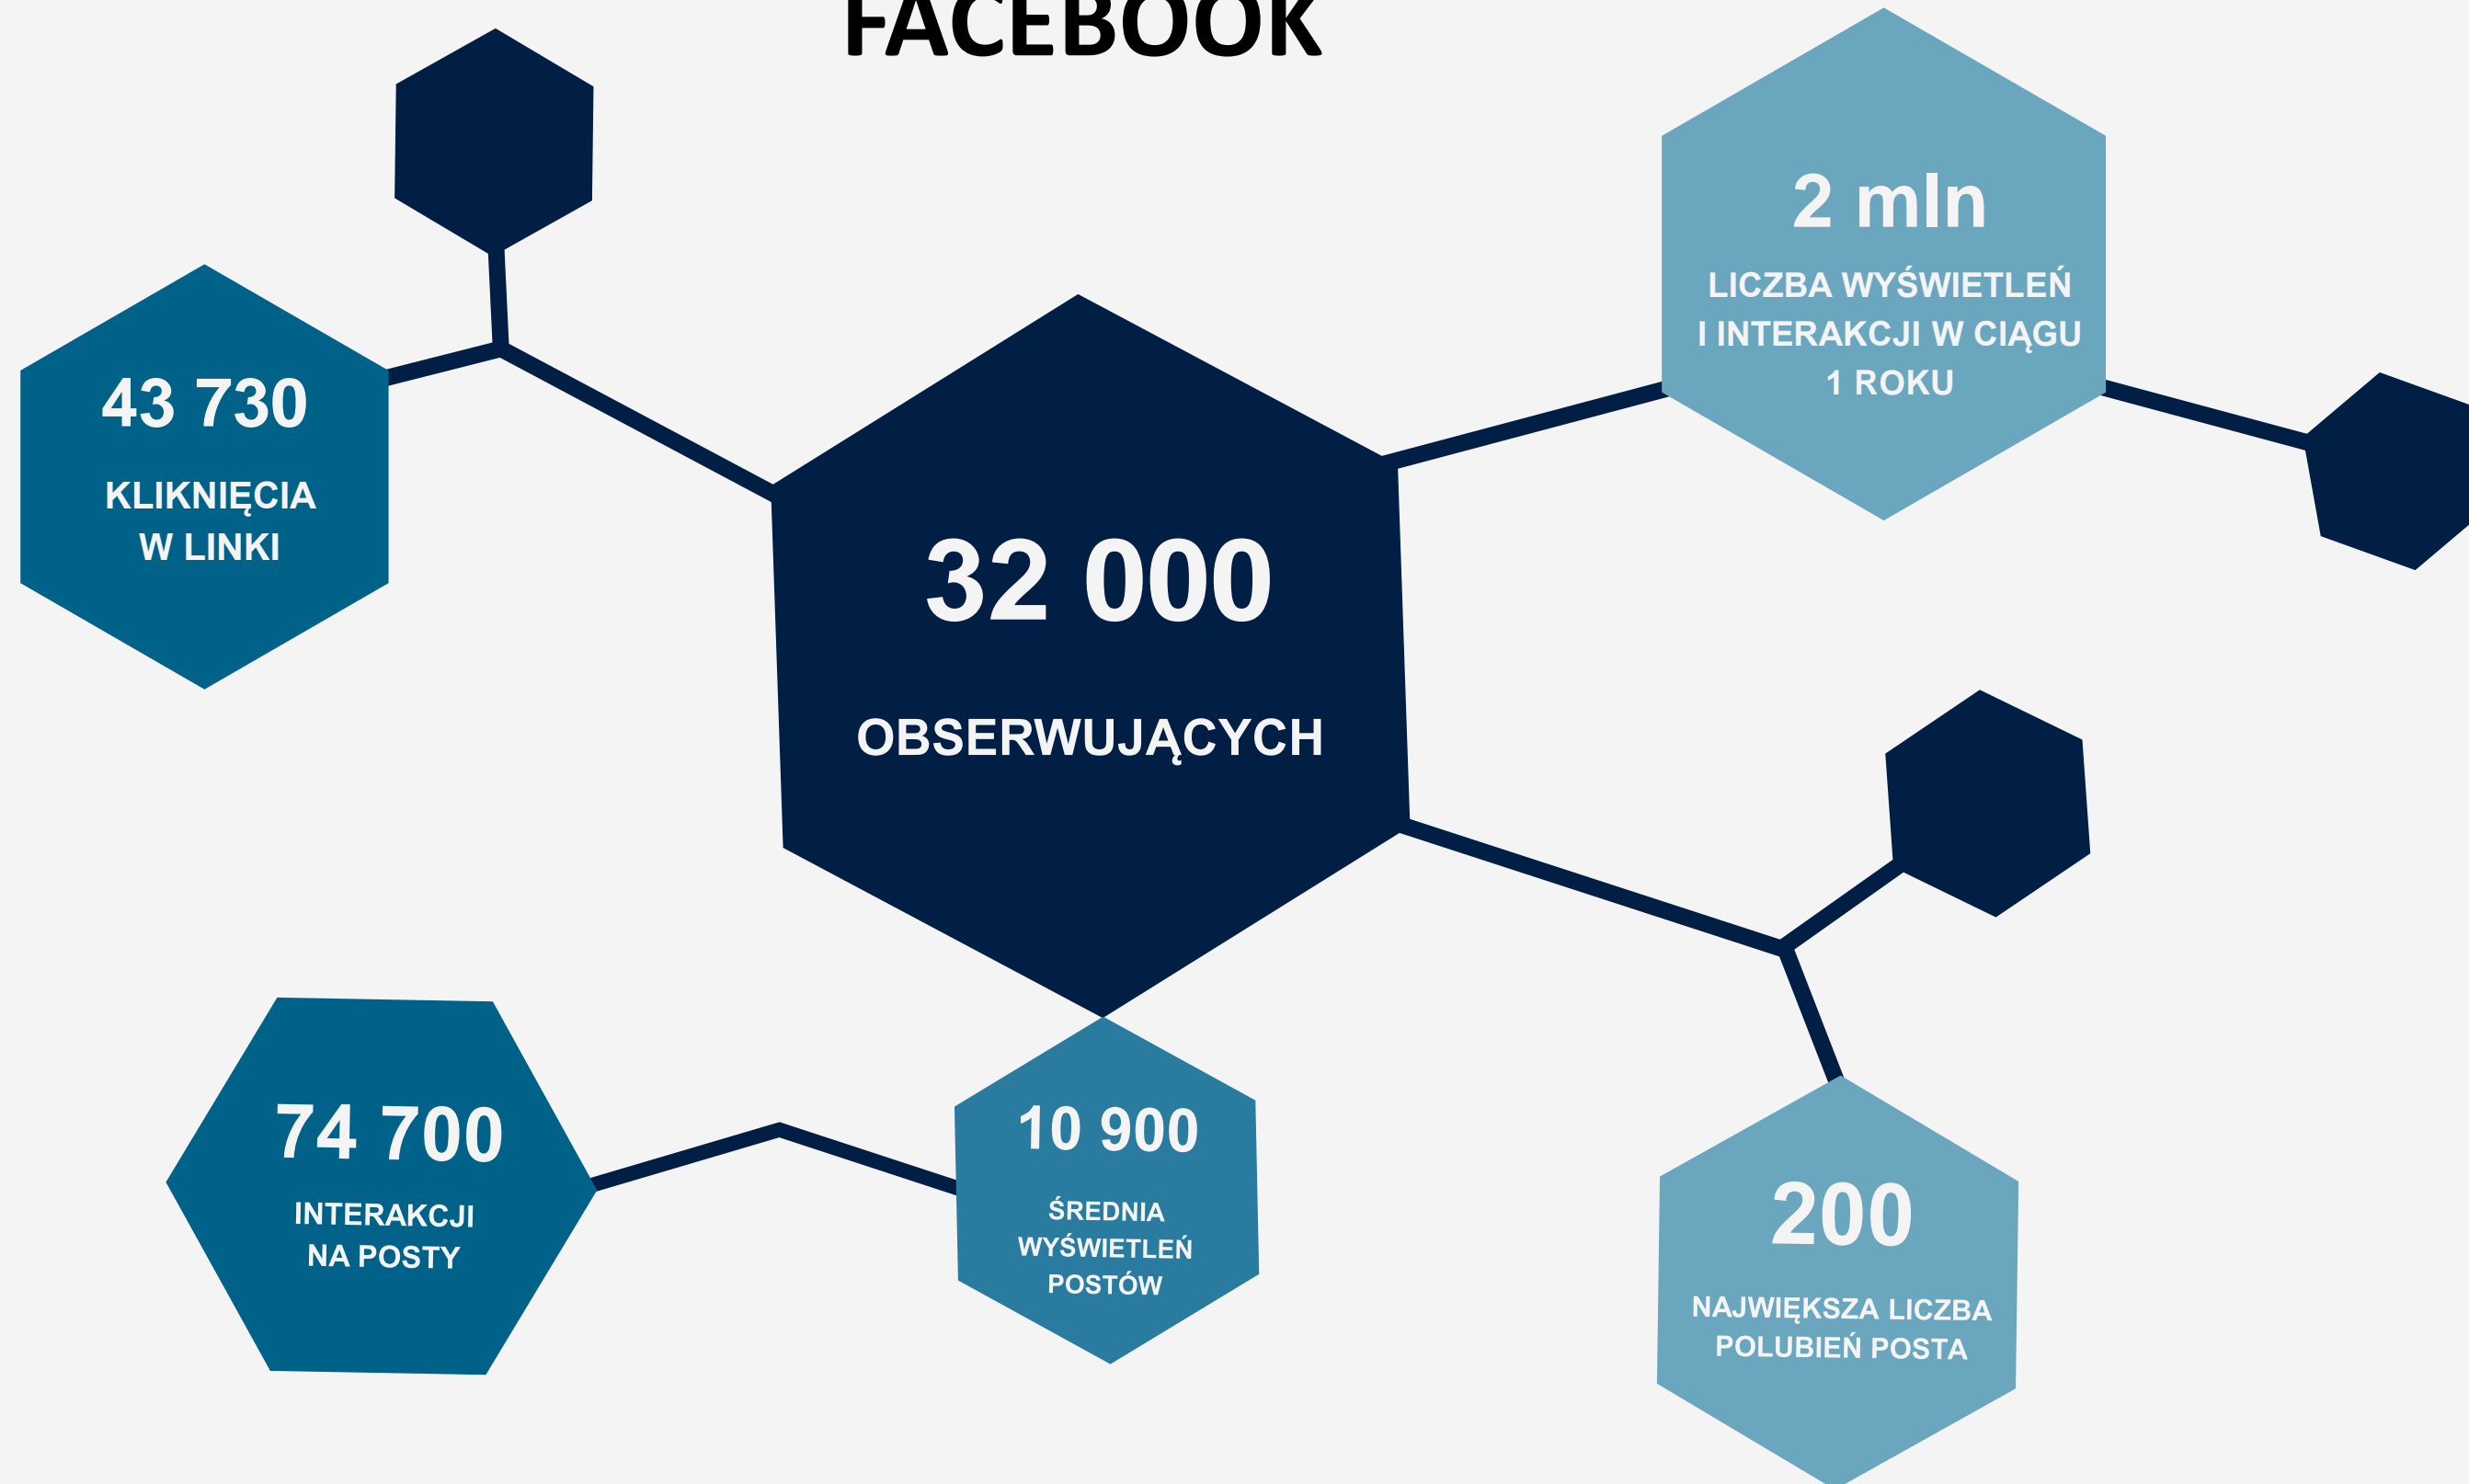 FACEBOOK
2 mln
LICZBA WYŚWIETLEŃ
I INTERAKCJI W CIĄGU
1 ROKU
43 730
KLIKNIĘCIA
W LINKI
32 000
OBSERWUJĄCYCH
74 700
INTERAKCJI
NA POSTY
10 900
ŚREDNIA
WYŚWIETLEŃ
POSTÓW
200
NAJWIĘKSZA LICZBA
POLUBIEŃ POSTA